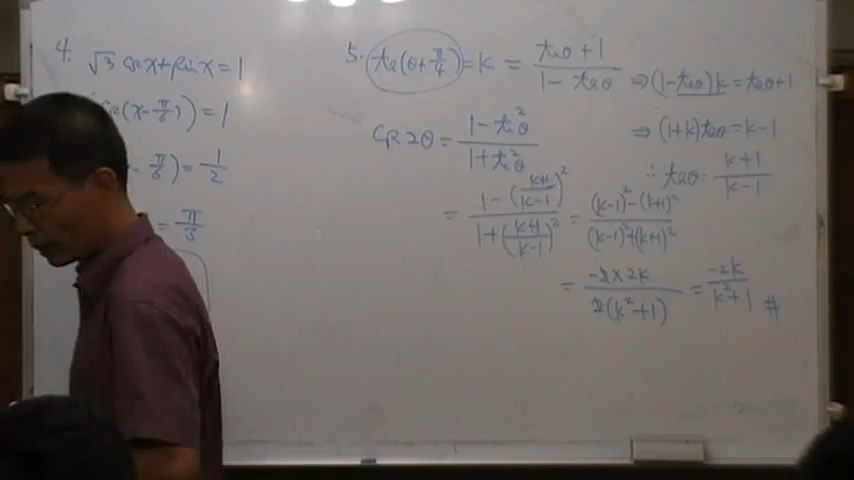 4. √3 cos x + sin x = 1
(x - π/6)) = 1
π/6) = 1/2
= π/3
5. tan(θ + π/4) = k = (tanθ + 1)/(1 - tanθ) ⇒ (1 - tanθ)k = tanθ + 1
⇒ (1+k)tanθ = k-1
∴ tanθ = (k+1)/(k-1)
cos 2θ = (1 - tan²θ)/(1 + tan²θ)
= (1 - ((k+1)/(k-1))²)/(1 + ((k+1)/(k-1))²) = ((k-1)² - (k+1)²)/((k-1)² + (k+1)²)
= (-2×2k)/(2(k²+1)) = (-2k)/(k²+1) #